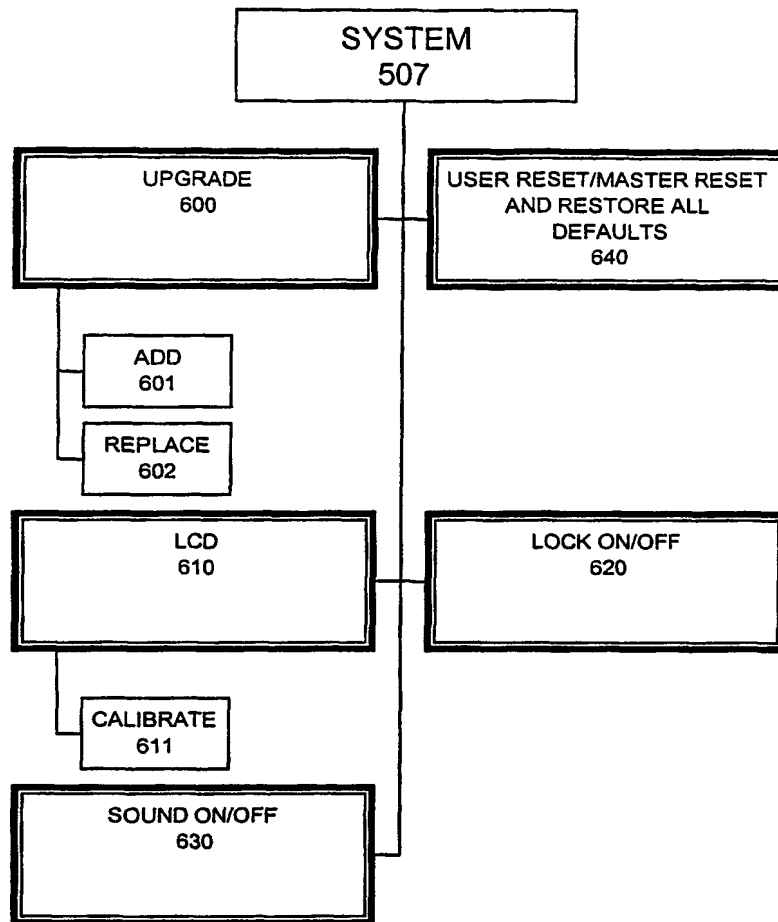 SYSTEM
507
UPGRADE
600
USER RESET/MASTER RESET
AND RESTORE ALL
DEFAULTS
640
ADD
601
REPLACE
602
LCD
610
LOCK ON/OFF
620
CALIBRATE
611
SOUND ON/OFF
630